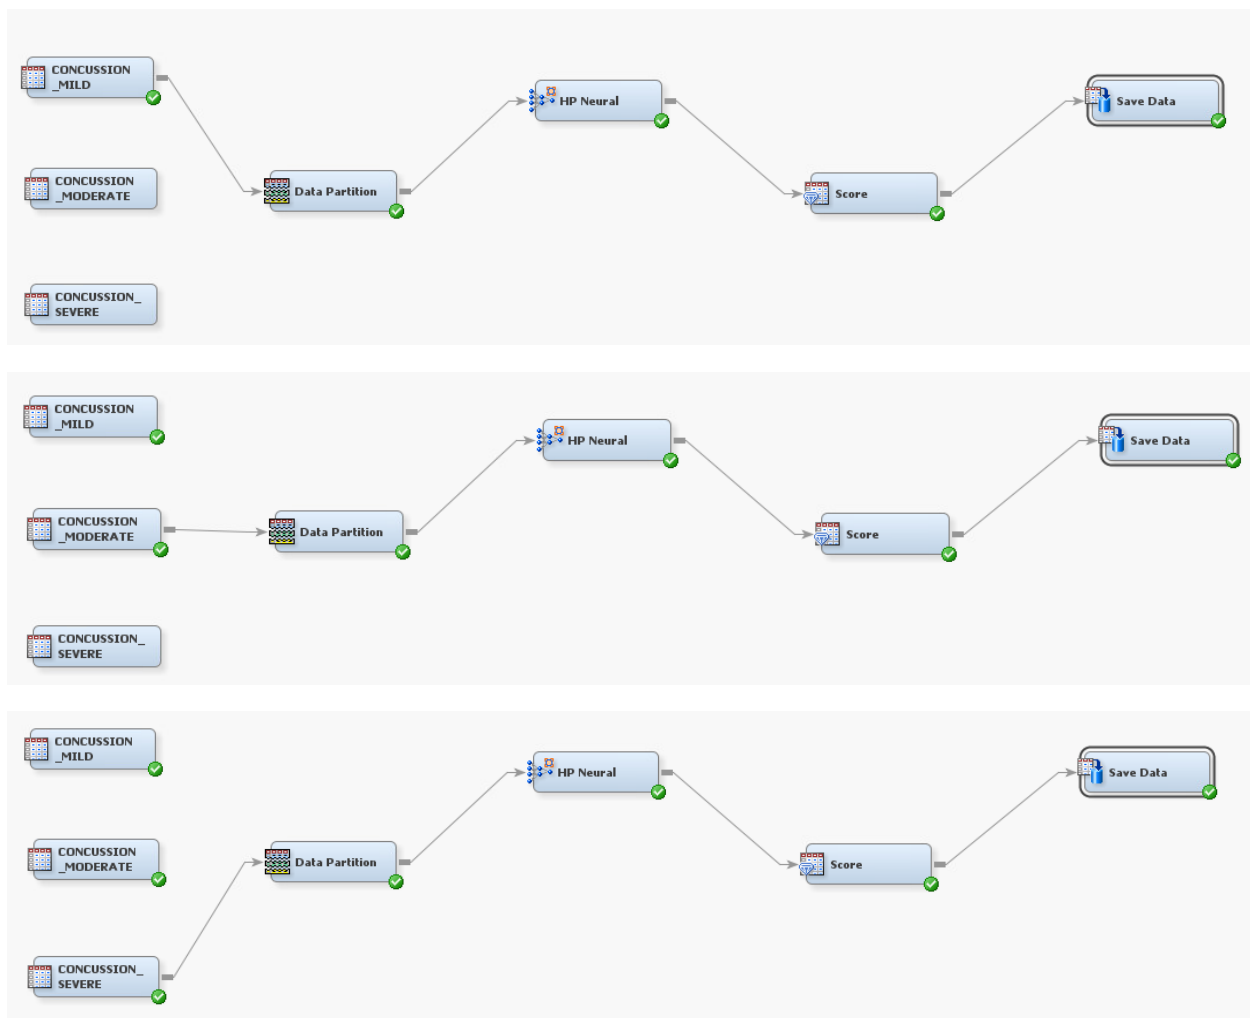 CONCUSSION
_MILD
HP Neural
Save Data
CONCUSSION
_MODERATE
Data Partition
Score
CONCUSSION_
SEVERE
CONCUSSION
_MILD
HP Neural
Save Data
CONCUSSION
_MODERATE
Data Partition
Score
CONCUSSION_
SEVERE
CONCUSSION
_MILD
HP Neural
Save Data
CONCUSSION
_MODERATE
Data Partition
Score
CONCUSSION_
SEVERE